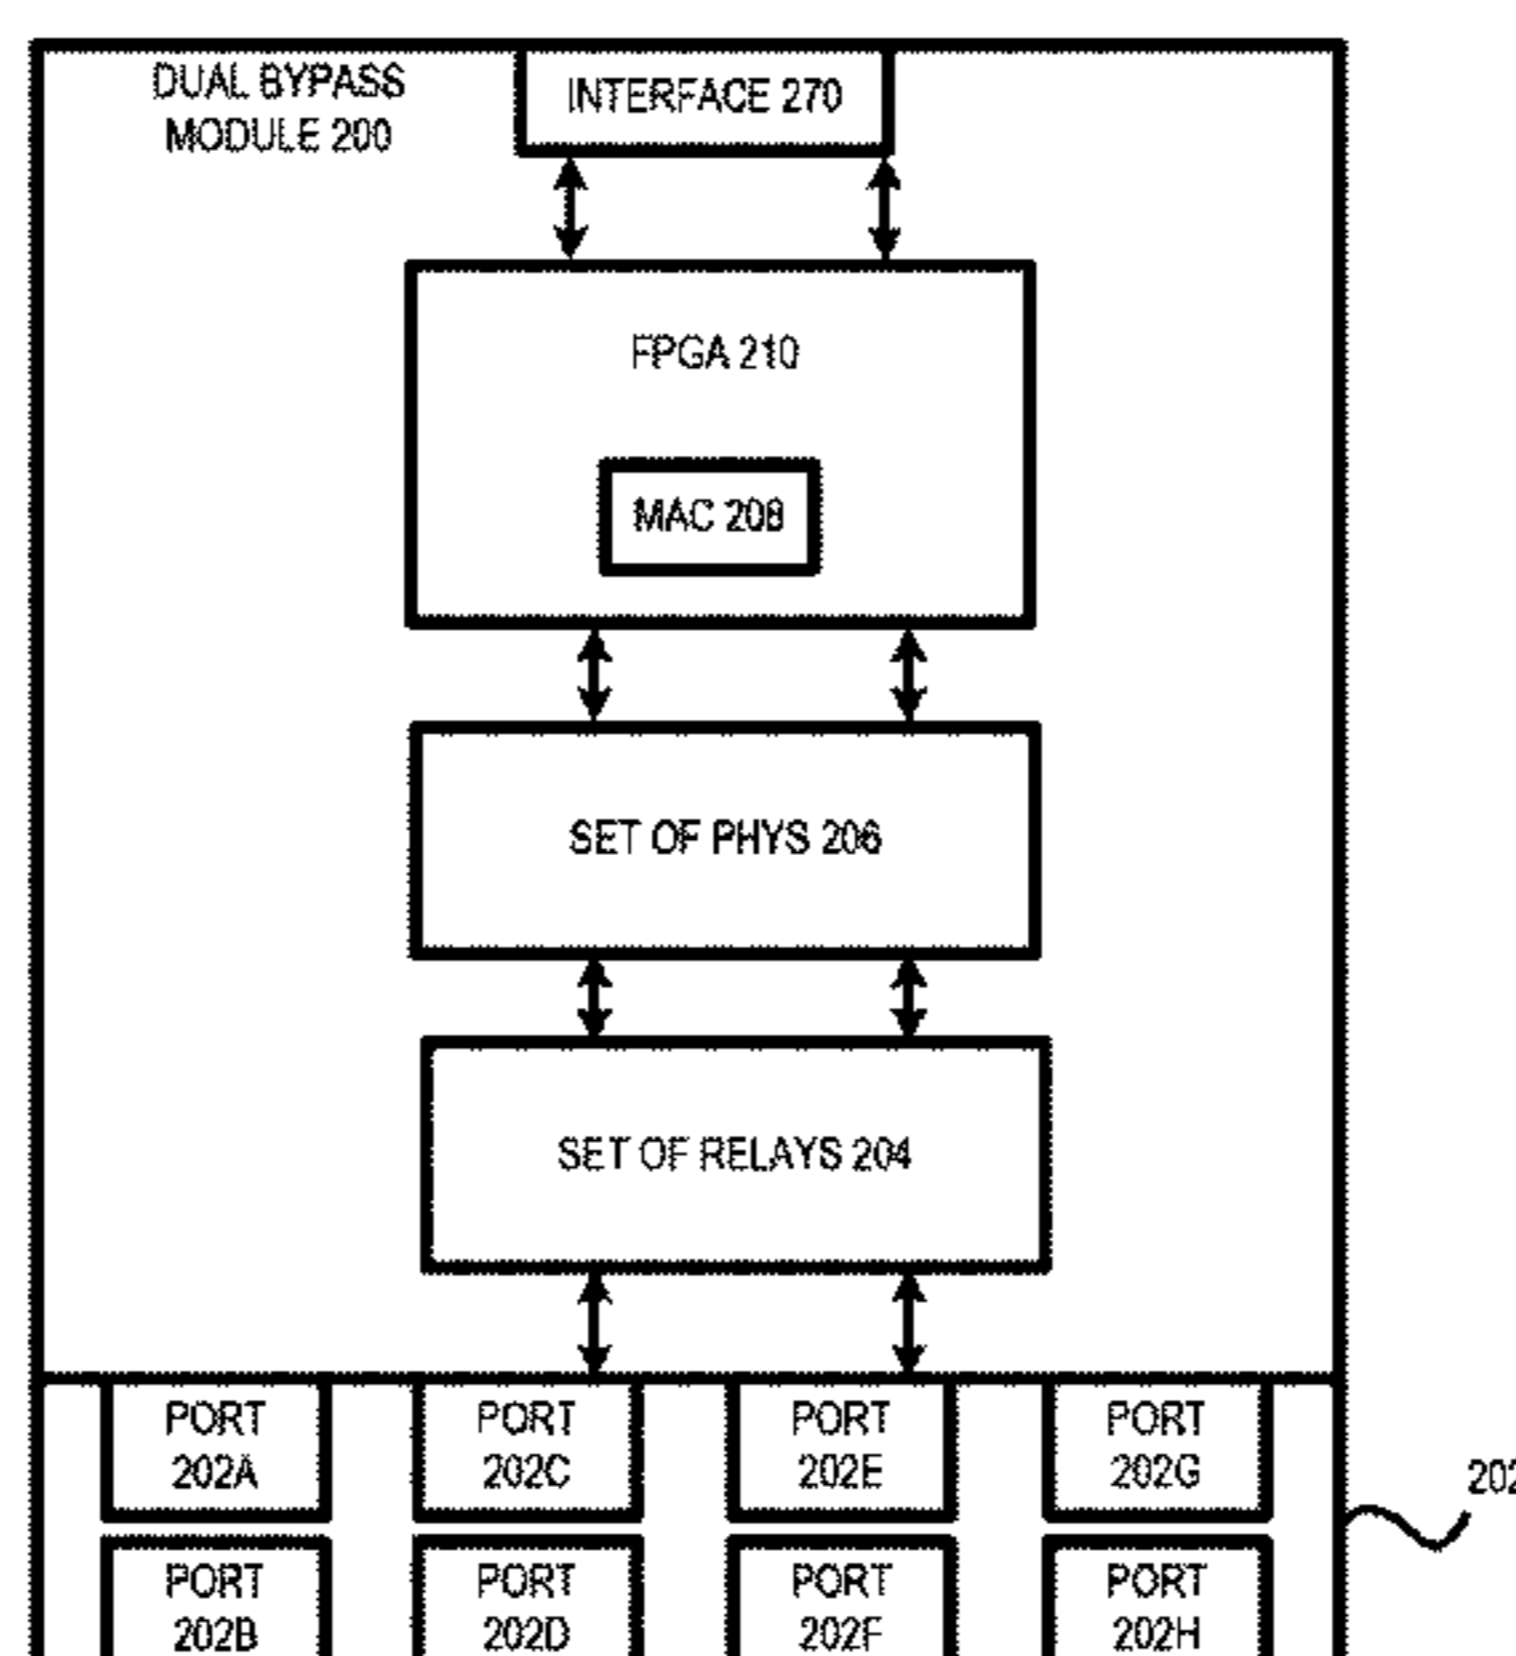 DUAL BYPASS
MODULE 200
INTERFACE 270
FPGA 210
MAC 208
SET OF PHYS 206
SET OF RELAYS 204
PORT
202A
PORT
202C
PORT
202E
PORT
202G
202
PORT
202B
PORT
202D
PORT
202F
PORT
202H